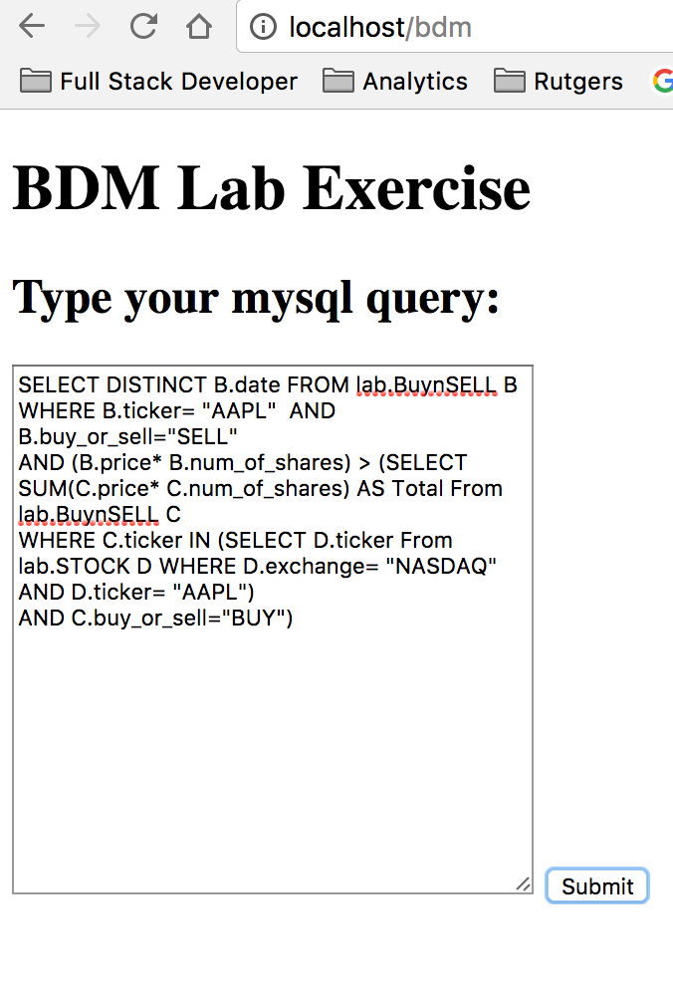 localhost/bdm
Full Stack Developer Analytics Rutgers
BDM Lab Exercise
Type your mysql query:
SELECT DISTINCT B.date FROM lab.BuynSELL B
WHERE B.ticker= "AAPL"  AND
B.buy_or_sell="SELL"
AND (B.price* B.num_of_shares) > (SELECT
SUM(C.price* C.num_of_shares) AS Total From
lab.BuynSELL C
WHERE C.ticker IN (SELECT D.ticker From
lab.STOCK D WHERE D.exchange= "NASDAQ"
AND D.ticker= "AAPL")
AND C.buy_or_sell="BUY")
Submit